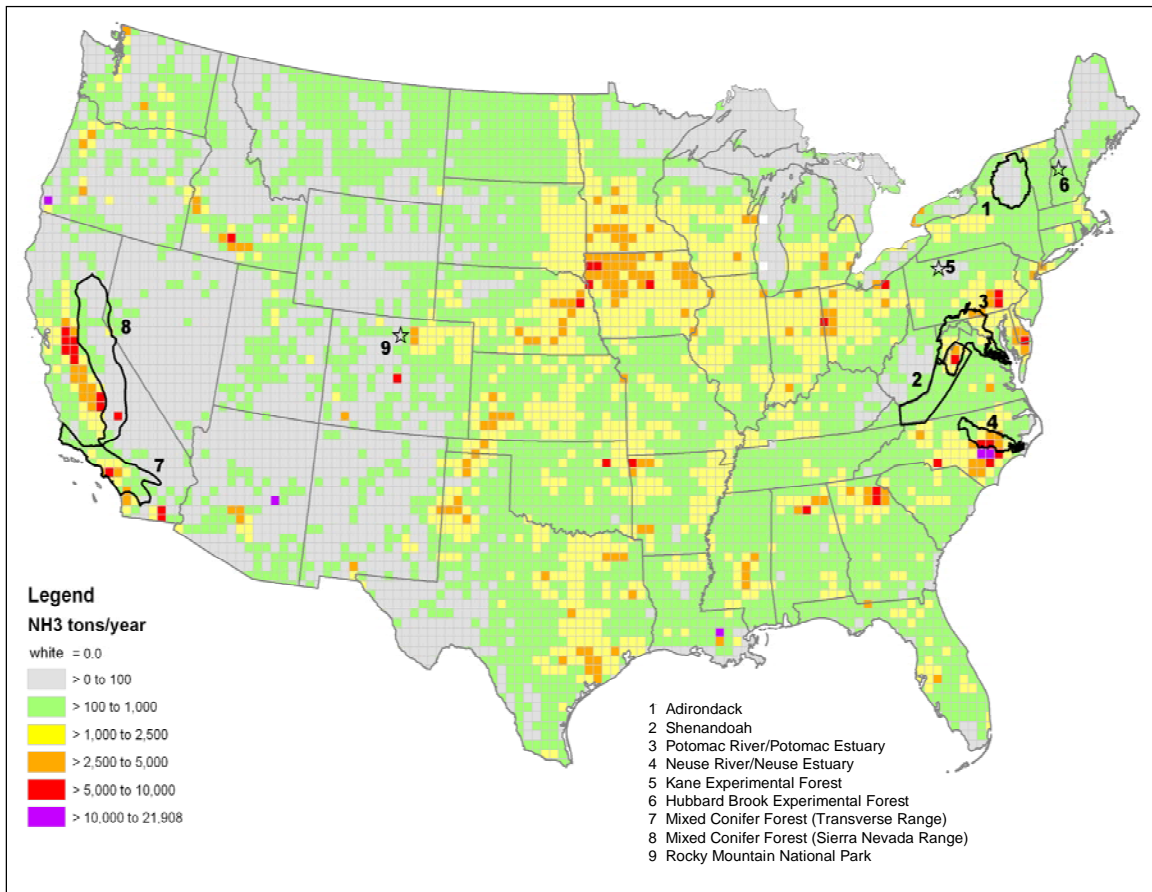 8
7
9
1
6
5
3
2
4
Legend
NH3 tons/year
white = 0.0
> 0 to 100
> 100 to 1,000
> 1,000 to 2,500
> 2,500 to 5,000
> 5,000 to 10,000
> 10,000 to 21,908
1 Adirondack
2 Shenandoah
3 Potomac River/Potomac Estuary
4 Neuse River/Neuse Estuary
5 Kane Experimental Forest
6 Hubbard Brook Experimental Forest
7 Mixed Conifer Forest (Transverse Range)
8 Mixed Conifer Forest (Sierra Nevada Range)
9 Rocky Mountain National Park